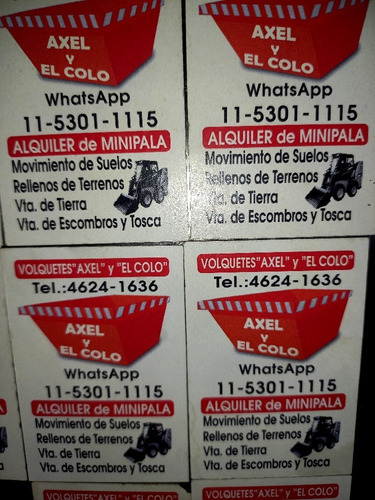 AXEL
Y
EL COLO
WhatsApp
11-5301-1115
ALQUILER de MINIPALA
Movimiento de Suelos
Rellenos de Terrenos
Vta. de Tierra
Vta. de Escombros y Tosca
AXEL
Y
EL COLO
WhatsApp
11-5301-1115
ALQUILER de MINIPALA
Movimiento de Suelos
Rellenos de Terrenos
Vta. de Tierra
Vta. de Escombros y Tosca
VOLQUETES"AXEL" y "EL COLO"
Tel.:4624-1636
AXEL
Y
EL COLO
WhatsApp
11-5301-1115
ALQUILER de MINIPALA
Movimiento de Suelos
Rellenos de Terrenos
Vta. de Tierra
Vta. de Escombros y Tosca
VOLQUETES"AXEL" y "EL COLO"
Tel.:4624-1636
AXEL
Y
EL COLO
WhatsApp
11-5301-1115
ALQUILER de MINIPALA
Movimiento de Suelos
Rellenos de Terrenos
Vta. de Tierra
Vta. de Escombros y Tosca
VOLQUETES"AXEL" y "EL COLO"
VOLQUETES"AXEL" y "EL COLO"